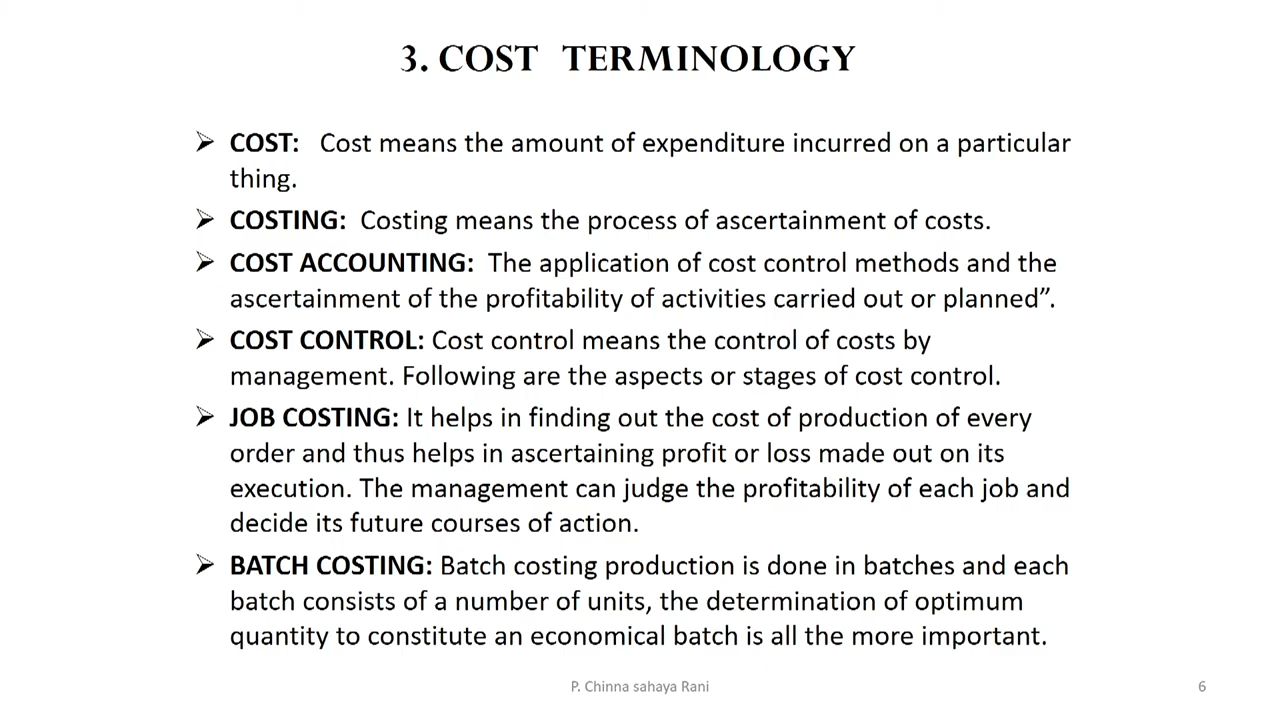 3. COST TERMINOLOGY
➢ COST: Cost means the amount of expenditure incurred on a particular
thing.
➢ COSTING: Costing means the process of ascertainment of costs.
➢ COST ACCOUNTING: The application of cost control methods and the
ascertainment of the profitability of activities carried out or planned”.
➢ COST CONTROL: Cost control means the control of costs by
management. Following are the aspects or stages of cost control.
➢ JOB COSTING: It helps in finding out the cost of production of every
order and thus helps in ascertaining profit or loss made out on its
execution. The management can judge the profitability of each job and
decide its future courses of action.
➢ BATCH COSTING: Batch costing production is done in batches and each
batch consists of a number of units, the determination of optimum
quantity to constitute an economical batch is all the more important.
P. Chinna sahaya Rani
6